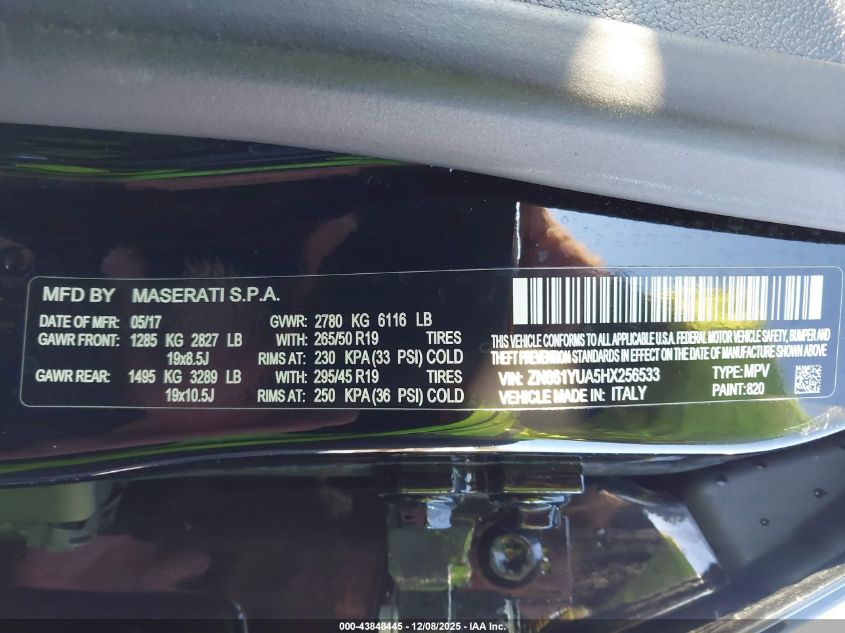 MFD BY MASERATI S.P.A.
DATE OF MFR: 05/17 GVWR: 2780 KG 6116 LB
GAWR FRONT: 1285 KG 2827 LB WITH: 265/50 R19 TIRES
19x8.5J RIMS AT: 230 KPA (33 PSI) COLD
GAWR REAR: 1495 KG 3289 LB WITH: 295/45 R19 TIRES
19x10.5J RIMS AT: 250 KPA (36 PSI) COLD
THIS VEHICLE CONFORMS TO ALL APPLICABLE U.S.A. FEDERAL MOTOR VEHICLE SAFETY, BUMPER AND
THEFT PREVENTION STANDARDS IN EFFECT ON THE DATE OF MANUFACTURE SHOWN ABOVE
VIN: ZN661YUA5HX256533 TYPE: MPV
VEHICLE MADE IN: ITALY PAINT: 820
000-43848445 - 12/08/2025 - IAA Inc.